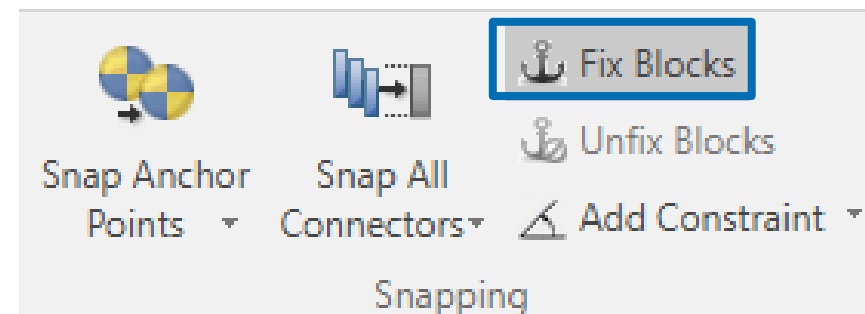 Snap Anchor
Points
Snap All
Connectors
Fix Blocks
Unfix Blocks
Add Constraint
Snapping